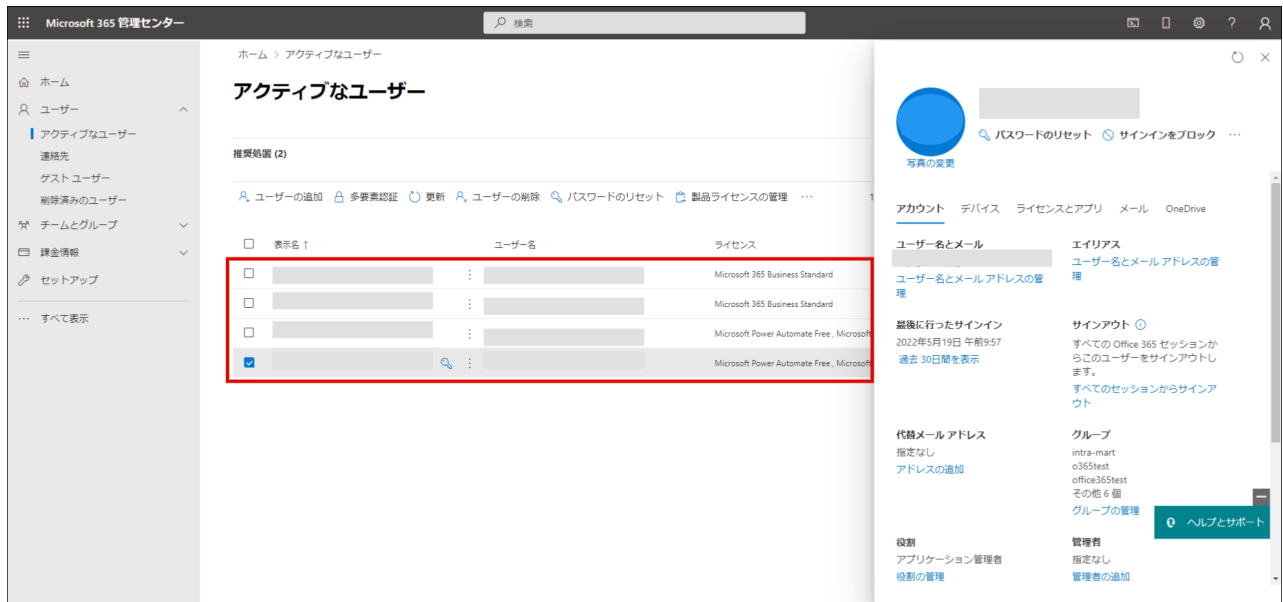 Microsoft 365 管理センター
検索
ホーム
ユーザー
アクティブなユーザー
連絡先
ゲスト ユーザー
削除済みのユーザー
チームとグループ
課金情報
セットアップ
… すべて表示
ホーム > アクティブなユーザー
アクティブなユーザー
推奨処置 (2)
ユーザーの追加 多要素認証 更新 ユーザーの削除 パスワードのリセット 製品ライセンスの管理 … 1
表示名 ↑ ユーザー名 ライセンス
Microsoft 365 Business Standard
Microsoft 365 Business Standard
Microsoft Power Automate Free , Microsoft
Microsoft Power Automate Free , Microsoft
パスワードのリセット サインインをブロック …
写真の変更
アカウント デバイス ライセンスとアプリ メール OneDrive
ユーザー名とメール
ユーザー名とメール アドレスの管
理
エイリアス
ユーザー名とメール アドレスの管
理
最後に行ったサインイン
2022年5月19日 午前9:57
過去 30日間を表示
サインアウト
すべての Office 365 セッションか
らこのユーザーをサインアウトし
ます。
すべてのセッションからサインア
ウト
代替メール アドレス
指定なし
アドレスの追加
グループ
intra-mart
o365test
office365test
その他 6 個
グループの管理
ヘルプとサポート
役割
アプリケーション管理者
役割の管理
管理者
指定なし
管理者の追加